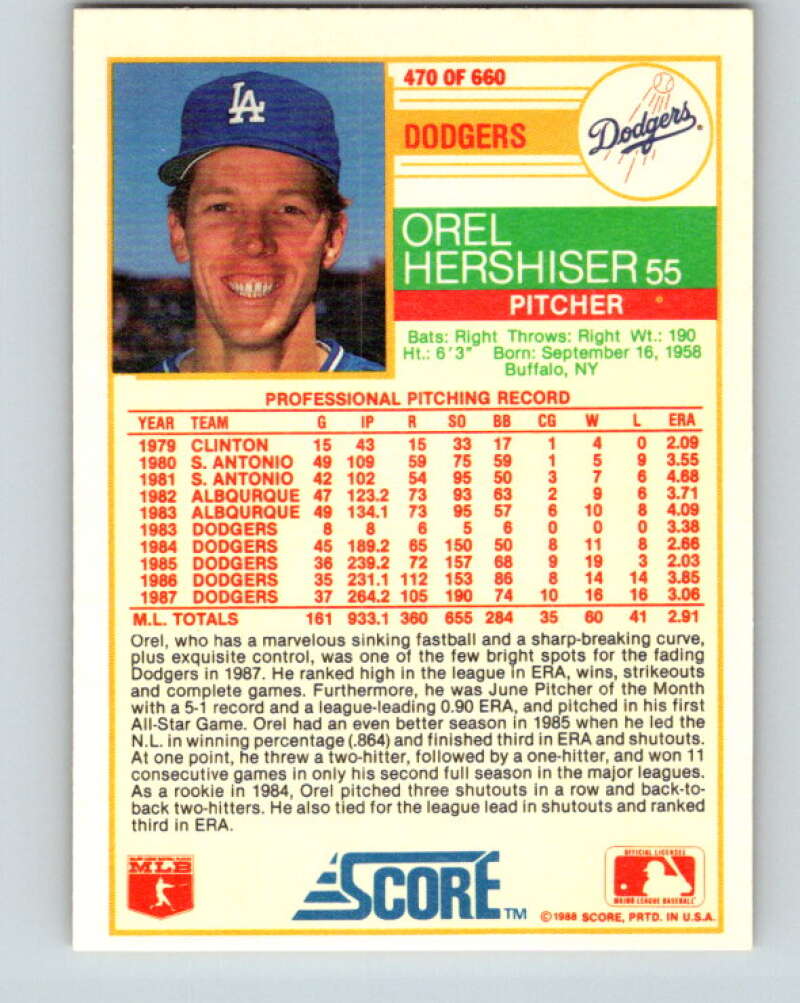 LA
470 OF 660
DODGERS
Dodgers
OREL
HERSHISER 55
PITCHER
Bats: Right Throws: Right Wt.: 190
Ht.: 6'3" Born: September 16, 1958
Buffalo, NY
PROFESSIONAL PITCHING RECORD
YEAR TEAM G IP R SO BB CG W L ERA
1979 CLINTON 15 43 15 33 17 1 4 0 2.09
1980 S. ANTONIO 49 109 59 75 59 1 5 9 3.55
1981 S. ANTONIO 42 102 54 95 50 3 7 6 4.68
1982 ALBQURQUE 47 123.2 73 93 63 2 9 6 3.71
1983 ALBQURQUE 49 134.1 73 95 57 6 10 8 4.09
1983 DODGERS 8 8 6 5 6 0 0 0 3.38
1984 DODGERS 45 189.2 65 150 50 8 11 8 2.66
1985 DODGERS 36 239.2 72 157 68 9 19 3 2.03
1986 DODGERS 35 231.1 112 153 86 8 14 14 3.85
1987 DODGERS 37 264.2 105 190 74 10 16 16 3.06
M.L. TOTALS 161 933.1 360 655 284 35 60 41 2.91
Orel, who has a marvelous sinking fastball and a sharp-breaking curve,
plus exquisite control, was one of the few bright spots for the fading
Dodgers in 1987. He ranked high in the league in ERA, wins, strikeouts
and complete games. Furthermore, he was June Pitcher of the Month
with a 5-1 record and a league-leading 0.90 ERA, and pitched in his first
All-Star Game. Orel had an even better season in 1985 when he led the
N.L. in winning percentage (.864) and finished third in ERA and shutouts.
At one point, he threw a two-hitter, followed by a one-hitter, and won 11
consecutive games in only his second full season in the major leagues.
As a rookie in 1984, Orel pitched three shutouts in a row and back-to-
back two-hitters. He also tied for the league lead in shutouts and ranked
third in ERA.
MLB
SCORE™
OFFICIAL LICENSEE
MAJOR LEAGUE BASEBALL
©1988 SCORE, PRTD. IN U.S.A.